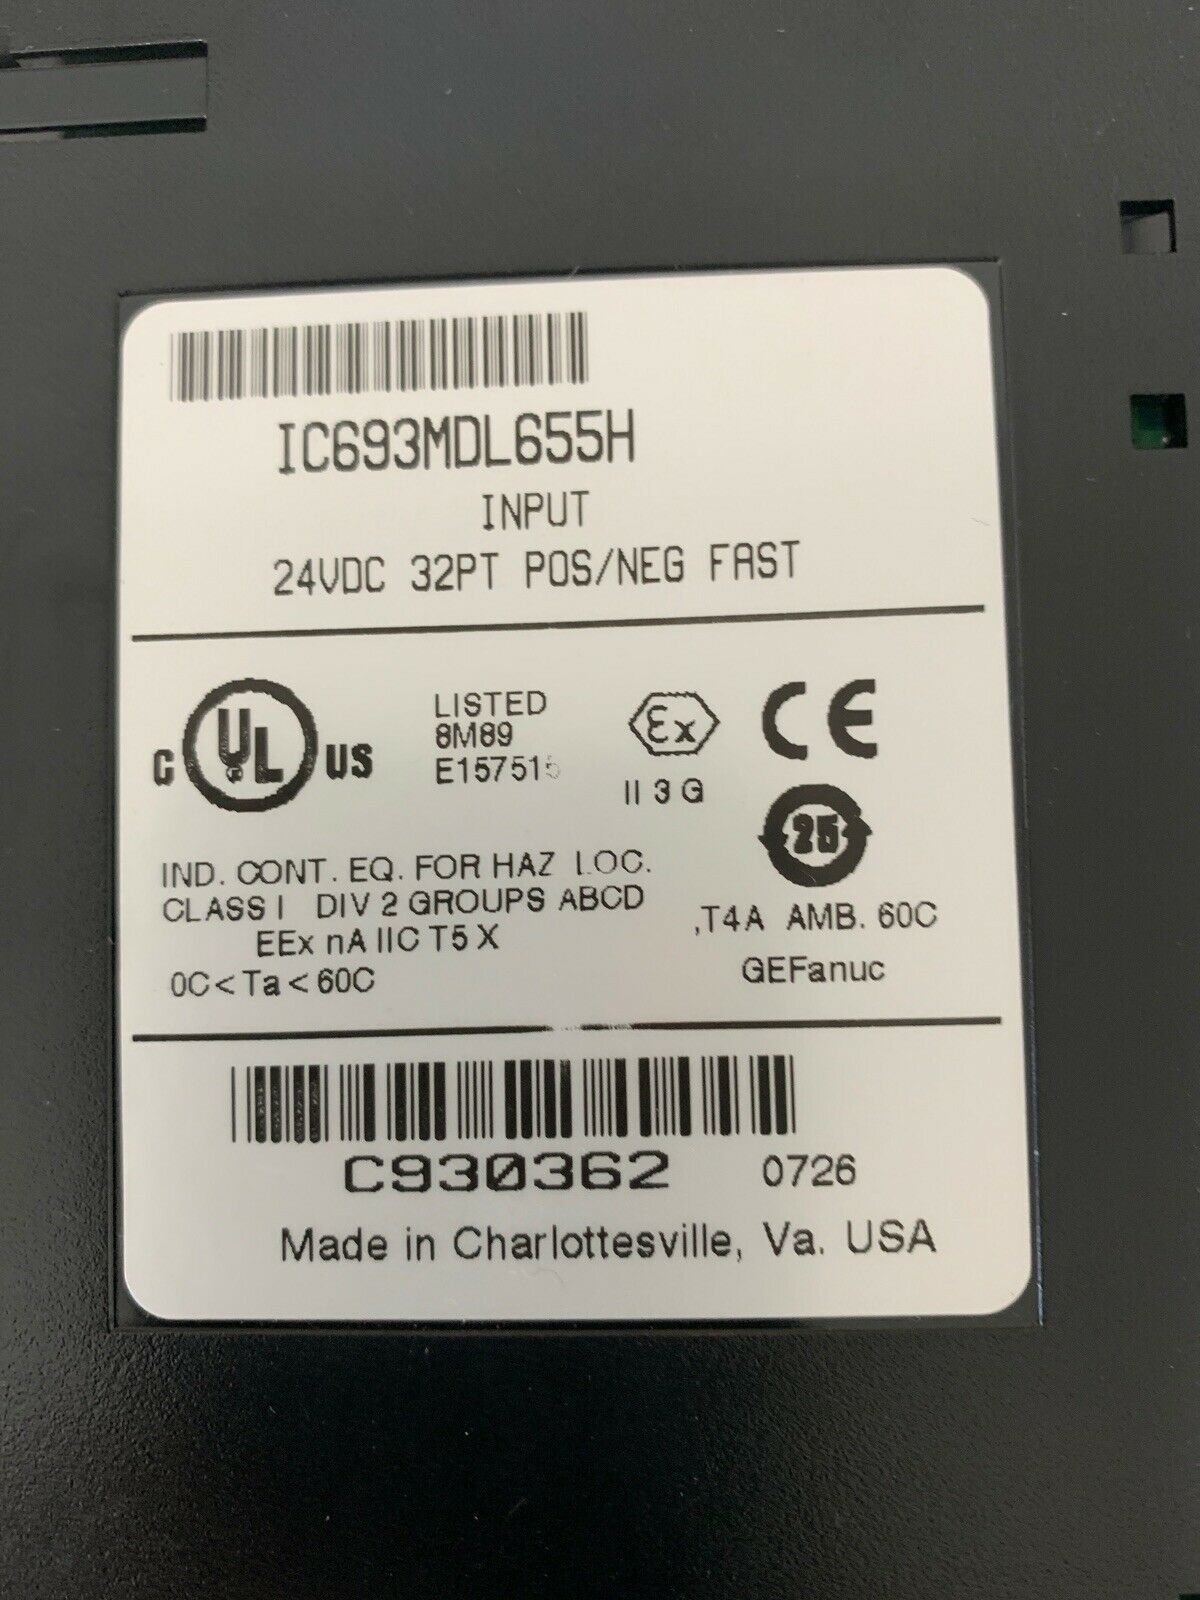 IC693MDL655H
INPUT
24VDC 32PT POS/NEG FAST
C UL US
LISTED
8M89
E157515
Ex
II 3 G
CE
25
IND. CONT. EQ. FOR HAZ LOC.
CLASS I DIV 2 GROUPS ABCD
EEx nA IIC T5 X
0C<Ta<60C
,T4A AMB. 60C
GEFanuc
C930362 0726
Made in Charlottesville, Va. USA